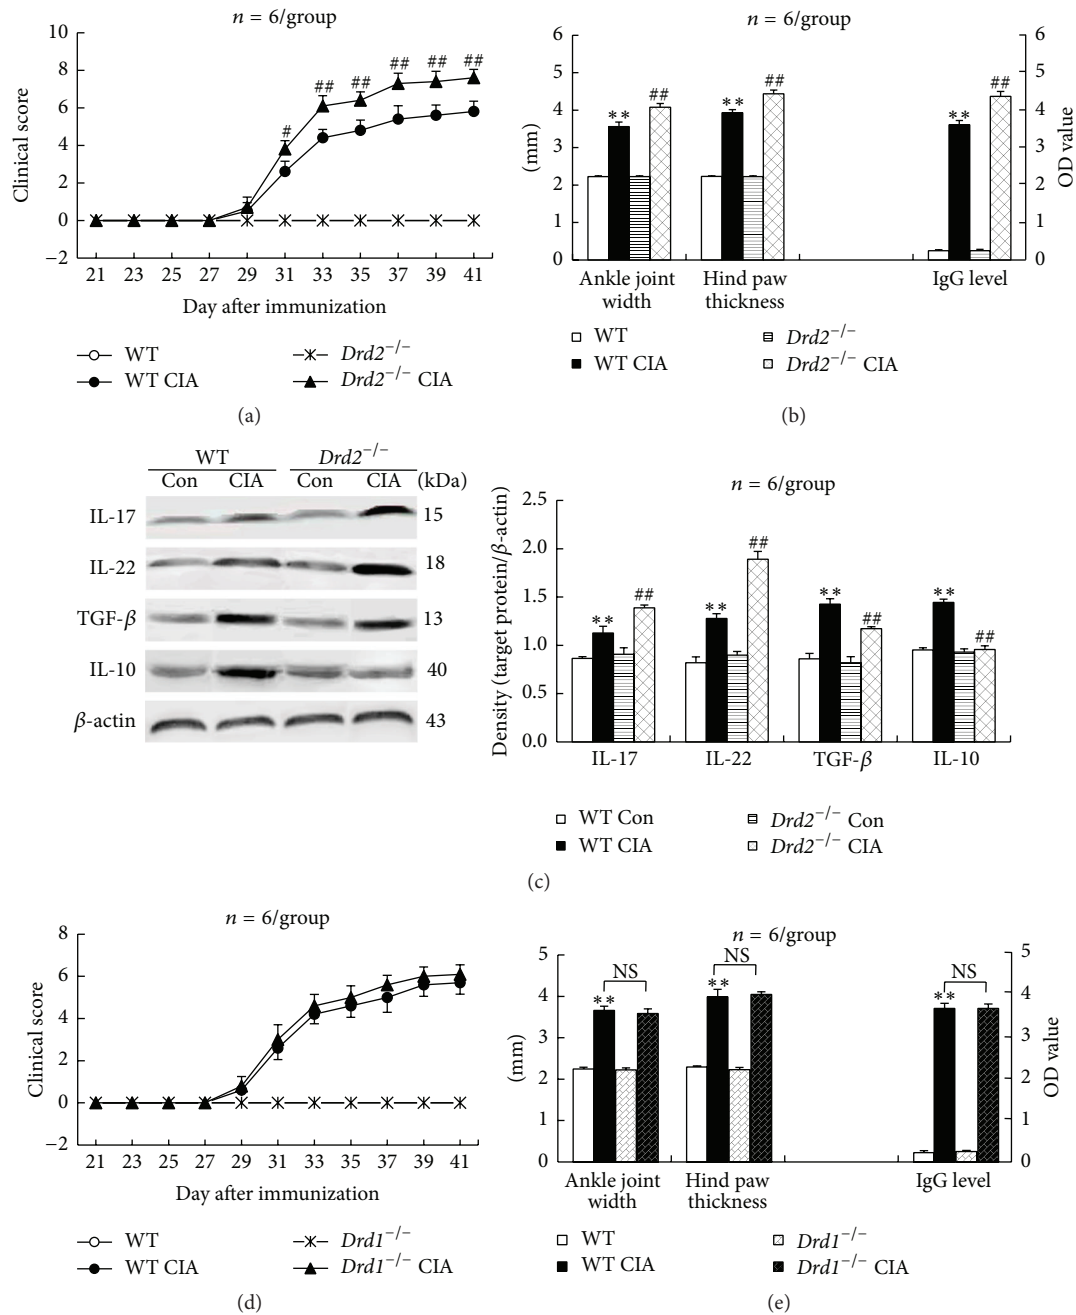 n = 6/group
Clinical score
10
8
6
4
2
0
−2
# ## ## ## ## ##
21 23 25 27 29 31 33 35 37 39 41
Day after immunization
WT
WT CIA
Drd2−/−
Drd2−/− CIA
(a)
n = 6/group
(mm)
6
5
4
3
2
1
0
** ## ** ## ** ##
6
5
4
3
2
1
0
OD value
Ankle joint width
Hind paw thickness
IgG level
WT
WT CIA
Drd2−/−
Drd2−/− CIA
(b)
WT Drd2−/−
Con CIA Con CIA (kDa)
IL-17 15
IL-22 18
TGF-β 13
IL-10 40
β-actin 43
n = 6/group
Density (target protein/β-actin)
2.5
2.0
1.5
1.0
0.5
0.0
** ## ** ## ** ## ** ##
IL-17 IL-22 TGF-β IL-10
WT Con
WT CIA
Drd2−/− Con
Drd2−/− CIA
(c)
n = 6/group
Clinical score
8
6
4
2
0
−2
21 23 25 27 29 31 33 35 37 39 41
Day after immunization
WT
WT CIA
Drd1−/−
Drd1−/− CIA
(d)
n = 6/group
(mm)
5
4
3
2
1
0
NS NS NS
** ** **
5
4
3
2
1
0
OD value
Ankle joint width
Hind paw thickness
IgG level
WT
WT CIA
Drd1−/−
Drd1−/− CIA
(e)